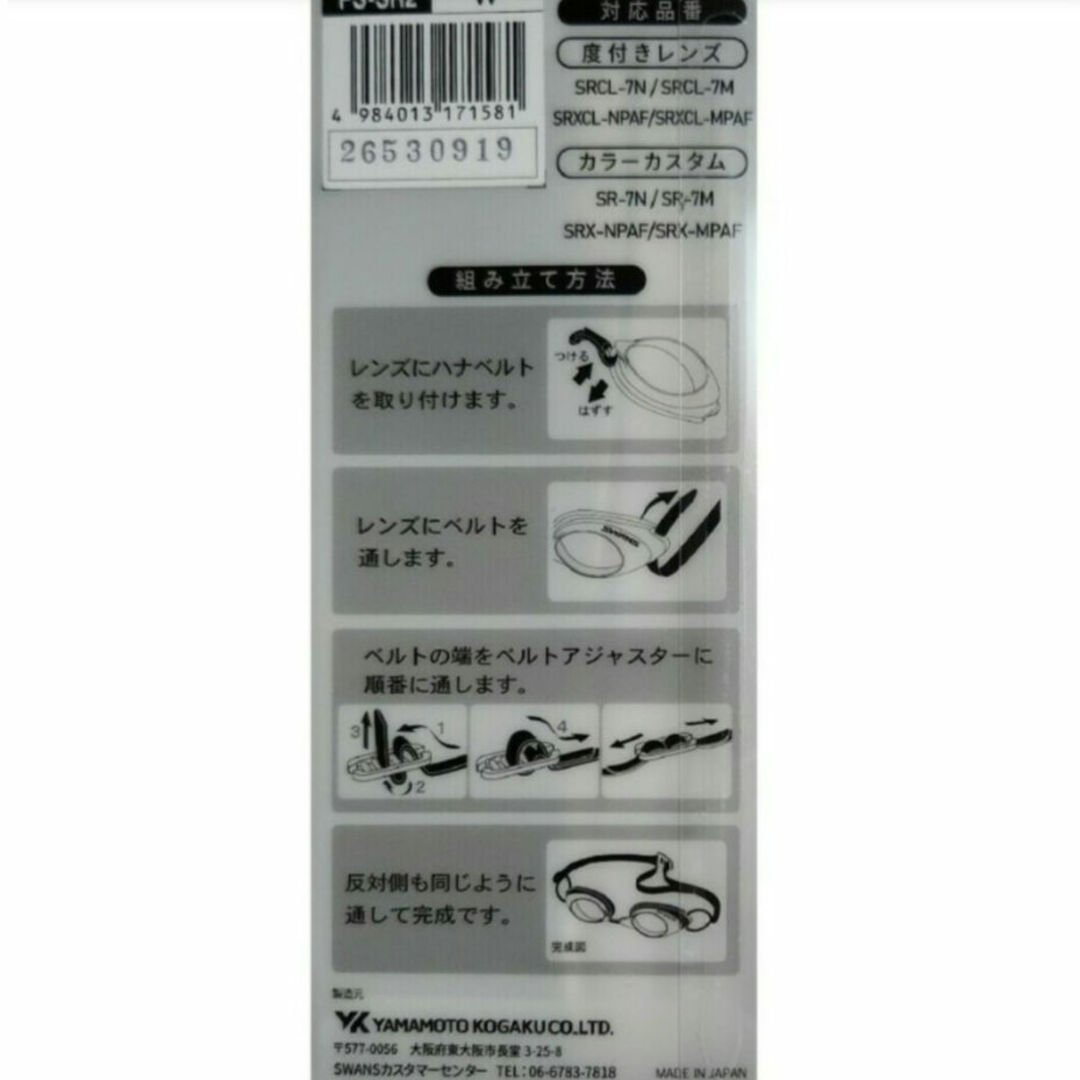 PS-SR2 W
4 984013 171581
26530919
対応品番
度付きレンズ
SRCL-7N / SRCL-7M
SRXCL-NPAF/SRXCL-MPAF
カラーカスタム
SR-7N / SR-7M
SRX-NPAF/SRX-MPAF
組み立て方法
レンズにハナベルト
を取り付けます。
つける
はずす
レンズにベルトを
通します。
SWANS
ベルトの端をベルトアジャスターに
順番に通します。
3 1
2
4
反対側も同じように
通して完成です。
完成図
製造元
YAMAMOTO KOGAKU CO.,LTD.
〒577-0056 大阪府東大阪市長堂 3-25-8
SWANSカスタマーセンター TEL:06-6783-7818
MADE IN JAPAN